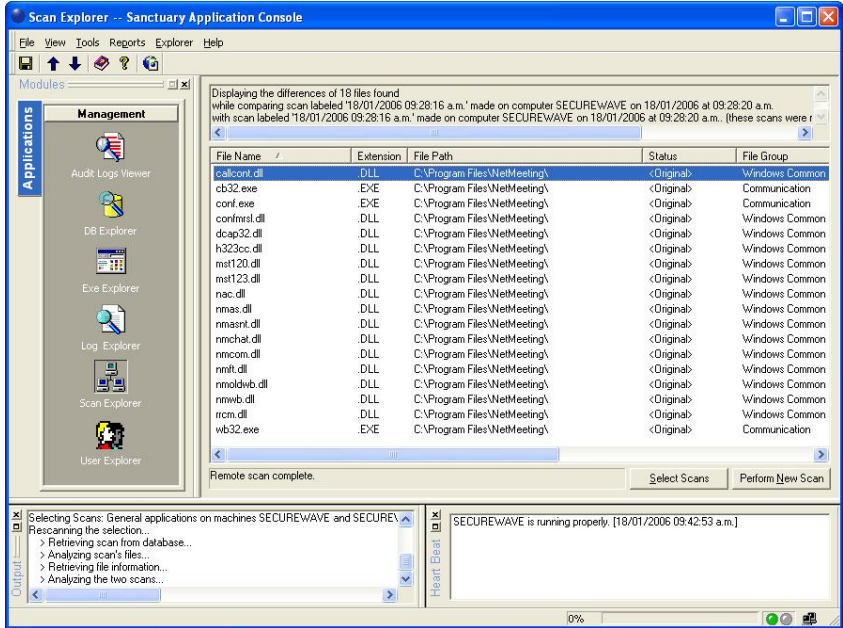 Scan Explorer -- Sanctuary Application Console
File View Tools Reports Explorer Help
Modules
Applications
Management
Audit Logs Viewer
DB Explorer
Exe Explorer
Log Explorer
Scan Explorer
User Explorer
Displaying the differences of 18 files found
while comparing scan labeled '18/01/2006 09:28:16 a.m.' made on computer SECUREWAVE on 18/01/2006 at 09:28:20 a.m.
with scan labeled '18/01/2006 09:28:16 a.m.' made on computer SECUREWAVE on 18/01/2006 at 09:28:20 a.m.. (these scans were r
File Name Extension File Path Status File Group
callcont.dll .DLL C:\Program Files\NetMeeting\ <Original> Windows Common
cb32.exe .EXE C:\Program Files\NetMeeting\ <Original> Communication
conf.exe .EXE C:\Program Files\NetMeeting\ <Original> Communication
confmrsl.dll .DLL C:\Program Files\NetMeeting\ <Original> Windows Common
dcap32.dll .DLL C:\Program Files\NetMeeting\ <Original> Windows Common
h323cc.dll .DLL C:\Program Files\NetMeeting\ <Original> Windows Common
mst120.dll .DLL C:\Program Files\NetMeeting\ <Original> Windows Common
mst123.dll .DLL C:\Program Files\NetMeeting\ <Original> Windows Common
nac.dll .DLL C:\Program Files\NetMeeting\ <Original> Windows Common
nmas.dll .DLL C:\Program Files\NetMeeting\ <Original> Windows Common
nmasnt.dll .DLL C:\Program Files\NetMeeting\ <Original> Windows Common
nmchat.dll .DLL C:\Program Files\NetMeeting\ <Original> Windows Common
nmcom.dll .DLL C:\Program Files\NetMeeting\ <Original> Windows Common
nmft.dll .DLL C:\Program Files\NetMeeting\ <Original> Windows Common
nmoldwb.dll .DLL C:\Program Files\NetMeeting\ <Original> Windows Common
nmwb.dll .DLL C:\Program Files\NetMeeting\ <Original> Windows Common
rrcm.dll .DLL C:\Program Files\NetMeeting\ <Original> Windows Common
wb32.exe .EXE C:\Program Files\NetMeeting\ <Original> Communication
Remote scan complete.
Select Scans
Perform New Scan
Output
Selecting Scans: General applications on machines SECUREWAVE and SECURE\
Rescanning the selection...
> Retrieving scan from database...
> Analyzing scan's files...
> Retrieving file information...
> Analyzing the two scans...
Heart Beat
SECUREWAVE is running properly. [18/01/2006 09:42:53 a.m.]
0%